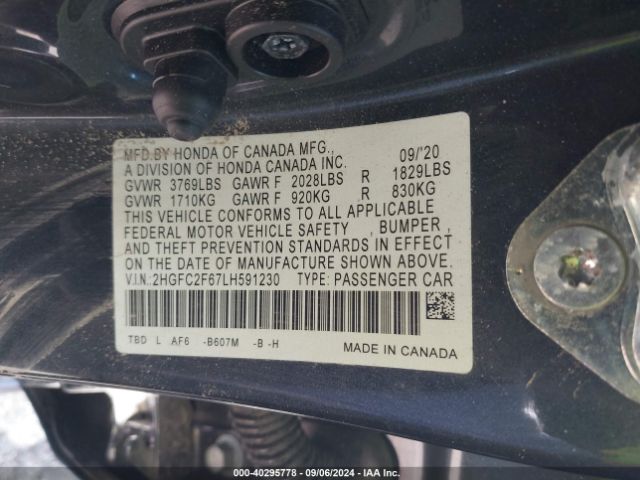 MFD.BY HONDA OF CANADA MFG., 09/'20
A DIVISION OF HONDA CANADA INC.
GVWR 3769LBS GAWR F 2028LBS R 1829LBS
GVWR 1710KG GAWR F 920KG R 830KG
THIS VEHICLE CONFORMS TO ALL APPLICABLE
FEDERAL MOTOR VEHICLE SAFETY , BUMPER ,
AND THEFT PREVENTION STANDARDS IN EFFECT
ON THE DATE OF MANUFACTURE SHOWN ABOVE.
V.I.N.:2HGFC2F67LH591230 TYPE: PASSENGER CAR
TBD L AF6 -B607M -B -H
MADE IN CANADA
000-40295778 - 09/06/2024 - IAA Inc.